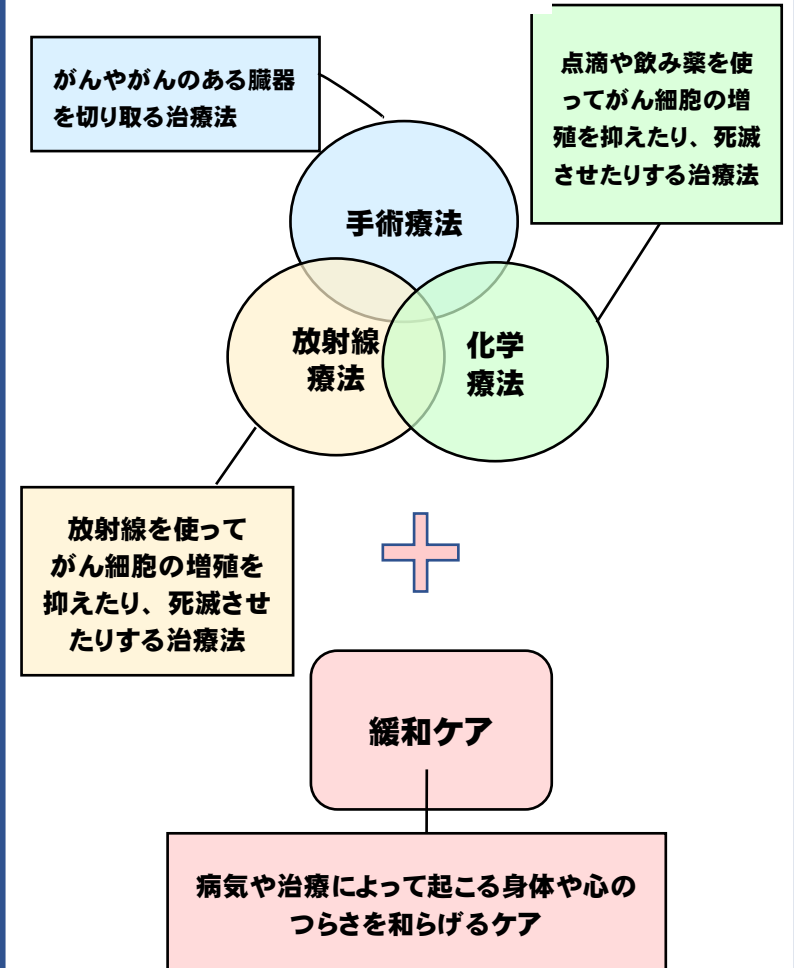 がんやがんのある臓器
を切り取る治療法
点滴や飲み薬を使
ってがん細胞の増
殖を抑えたり、死滅
させたりする治療法
手術療法
放射線
療法
化学
療法
放射線を使って
がん細胞の増殖を
抑えたり、死滅させ
たりする治療法
緩和ケア
病気や治療によって起こる身体や心の
つらさを和らげるケア